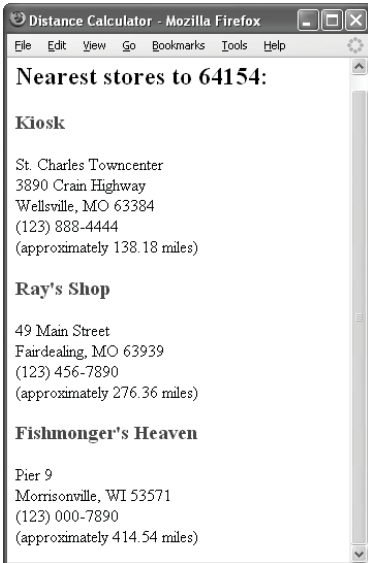 Distance Calculator - Mozilla Firefox
File Edit View Go Bookmarks Tools Help
Nearest stores to 64154:
Kiosk
St. Charles Towncenter
3890 Crain Highway
Wellsville, MO 63384
(123) 888-4444
(approximately 138.18 miles)
Ray's Shop
49 Main Street
Fairdealing, MO 63939
(123) 456-7890
(approximately 276.36 miles)
Fishmonger's Heaven
Pier 9
Morrisonville, WI 53571
(123) 000-7890
(approximately 414.54 miles)